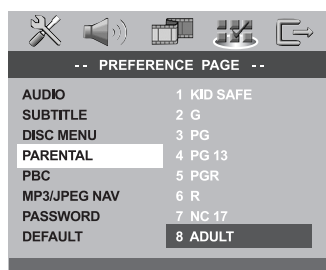 -- PREFERENCE PAGE --
AUDIO 1 KID SAFE
SUBTITLE 2 G
DISC MENU 3 PG
PARENTAL 4 PG 13
PBC 5 PGR
MP3/JPEG NAV 6 R
PASSWORD 7 NC 17
DEFAULT 8 ADULT